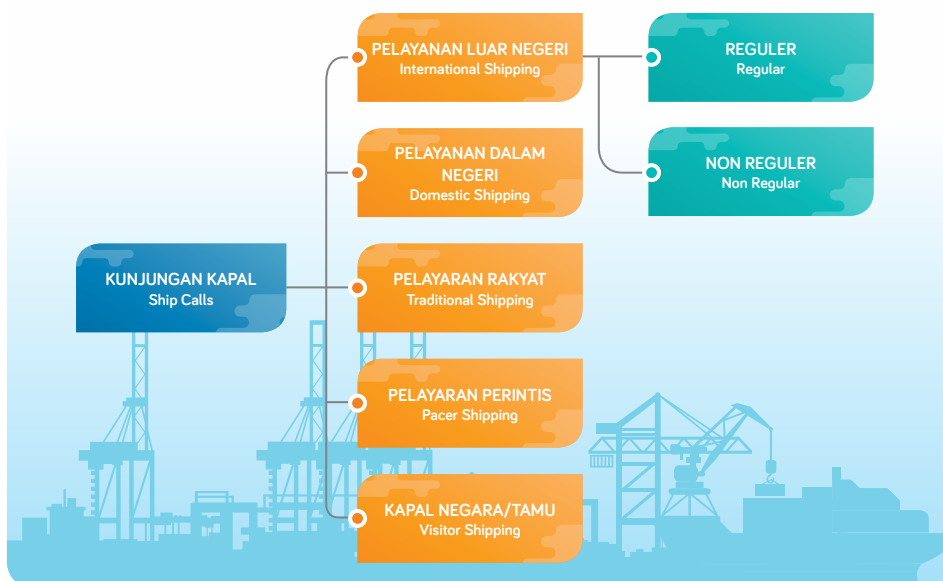 PELAYANAN LUAR NEGERI
International Shipping
REGULER
Regular
PELAYANAN DALAM
NEGERI
Domestic Shipping
NON REGULER
Non Regular
KUNJUNGAN KAPAL
Ship Calls
PELAYARAN RAKYAT
Traditional Shipping
PELAYARAN PERINTIS
Pacer Shipping
KAPAL NEGARA/TAMU
Visitor Shipping